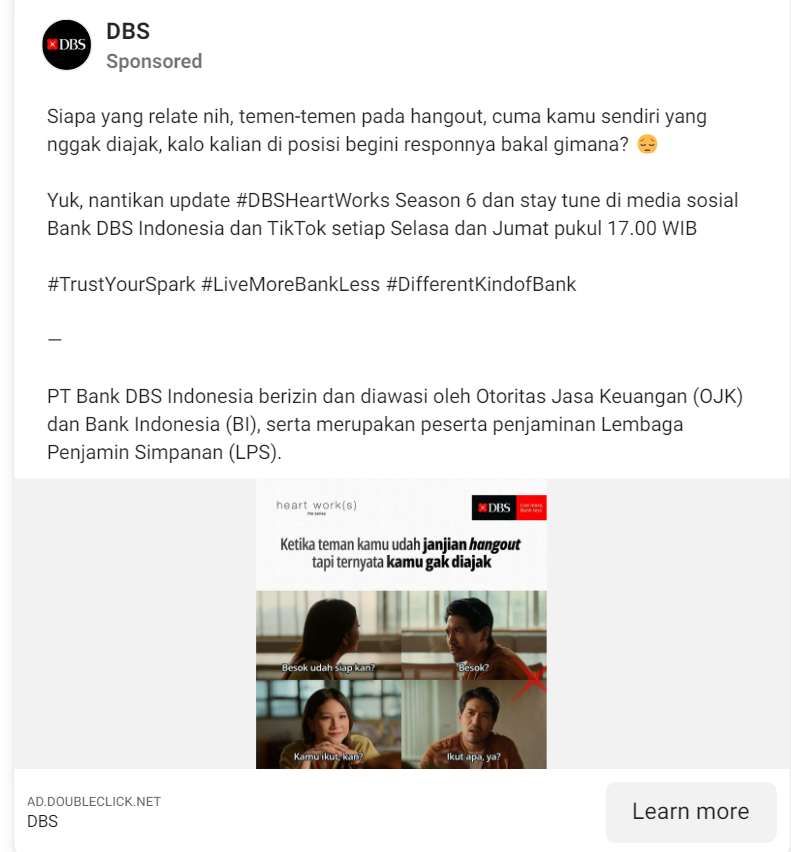 DBS
DBS
Sponsored
Siapa yang relate nih, temen-temen pada hangout, cuma kamu sendiri yang
nggak diajak, kalo kalian di posisi begini responnya bakal gimana? 😔
Yuk, nantikan update #DBSHeartWorks Season 6 dan stay tune di media sosial
Bank DBS Indonesia dan TikTok setiap Selasa dan Jumat pukul 17.00 WIB
#TrustYourSpark #LiveMoreBankLess #DifferentKindofBank
—
PT Bank DBS Indonesia berizin dan diawasi oleh Otoritas Jasa Keuangan (OJK)
dan Bank Indonesia (BI), serta merupakan peserta penjaminan Lembaga
Penjamin Simpanan (LPS).
heart work(s)
the series
DBS
Live more,
Bank less
Ketika teman kamu udah janjian hangout
tapi ternyata kamu gak diajak
Besok udah siap kan?
Besok?
Kamu ikut, kan?
Ikut apa, ya?
AD.DOUBLECLICK.NET
DBS
Learn more